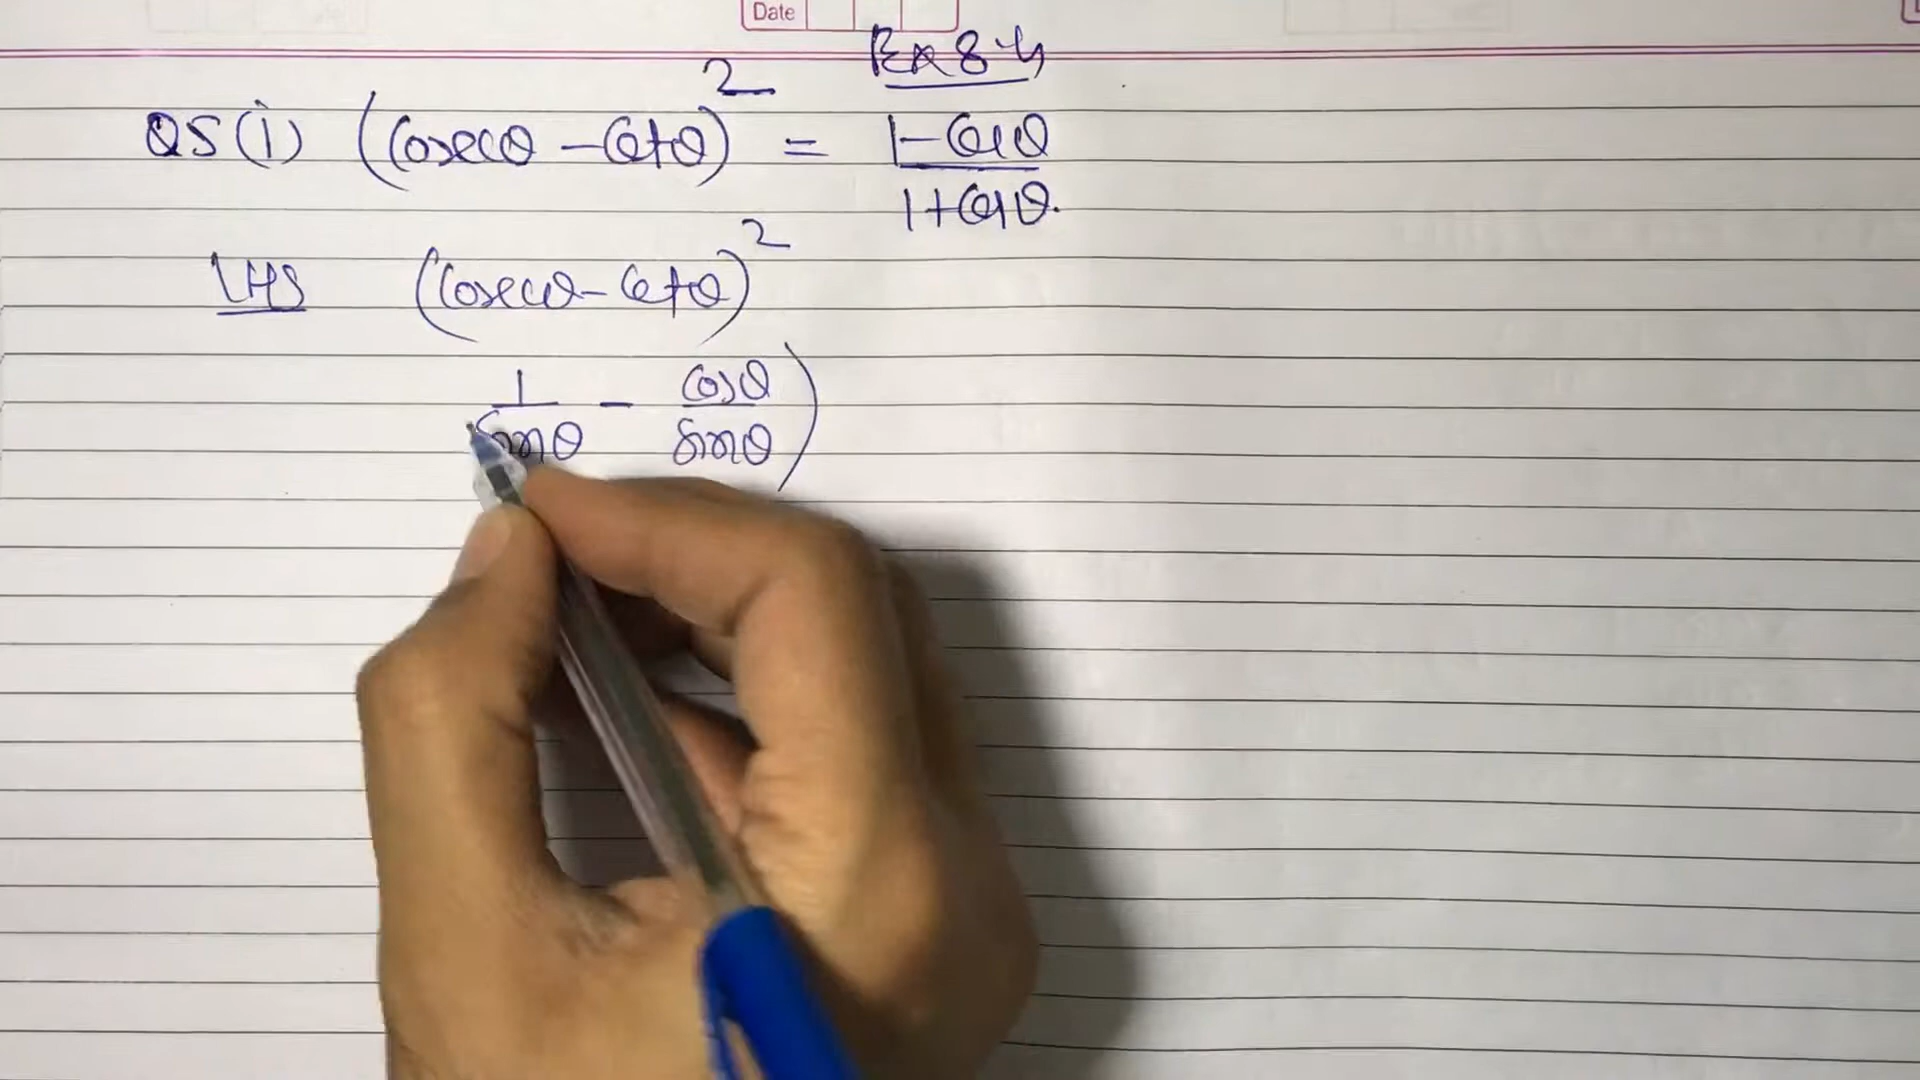 Date
Ex 8.4
Q5 (i) (Cosecθ - Cotθ)² = 1-Cosθ / 1+Cosθ.
LHS (Cosecθ - Cotθ)²
1/sinθ - cosθ/sinθ)